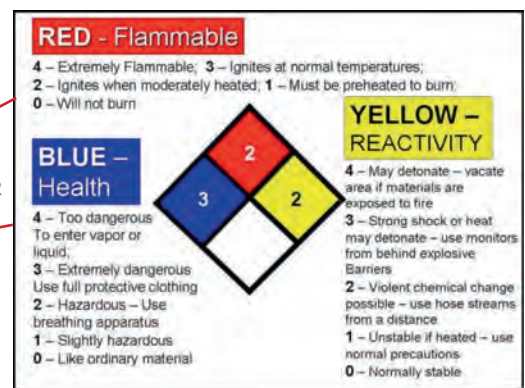 RED - Flammable
4 – Extremely Flammable; 3 – Ignites at normal temperatures;
2 – Ignites when moderately heated; 1 – Must be preheated to burn;
0 – Will not burn
BLUE –
Health
4 – Too dangerous
To enter vapor or
liquid;
3 – Extremely dangerous
Use full protective clothing
2 – Hazardous – Use
breathing apparatus
1 – Slightly hazardous
0 – Like ordinary material
2
3
2
YELLOW –
REACTIVITY
4 – May detonate – vacate
area if materials are
exposed to fire
3 – Strong shock or heat
may detonate – use monitors
from behind explosive
Barriers
2 – Violent chemical change
possible – use hose streams
from a distance
1 – Unstable if heated – use
normal precautions
0 – Normally stable